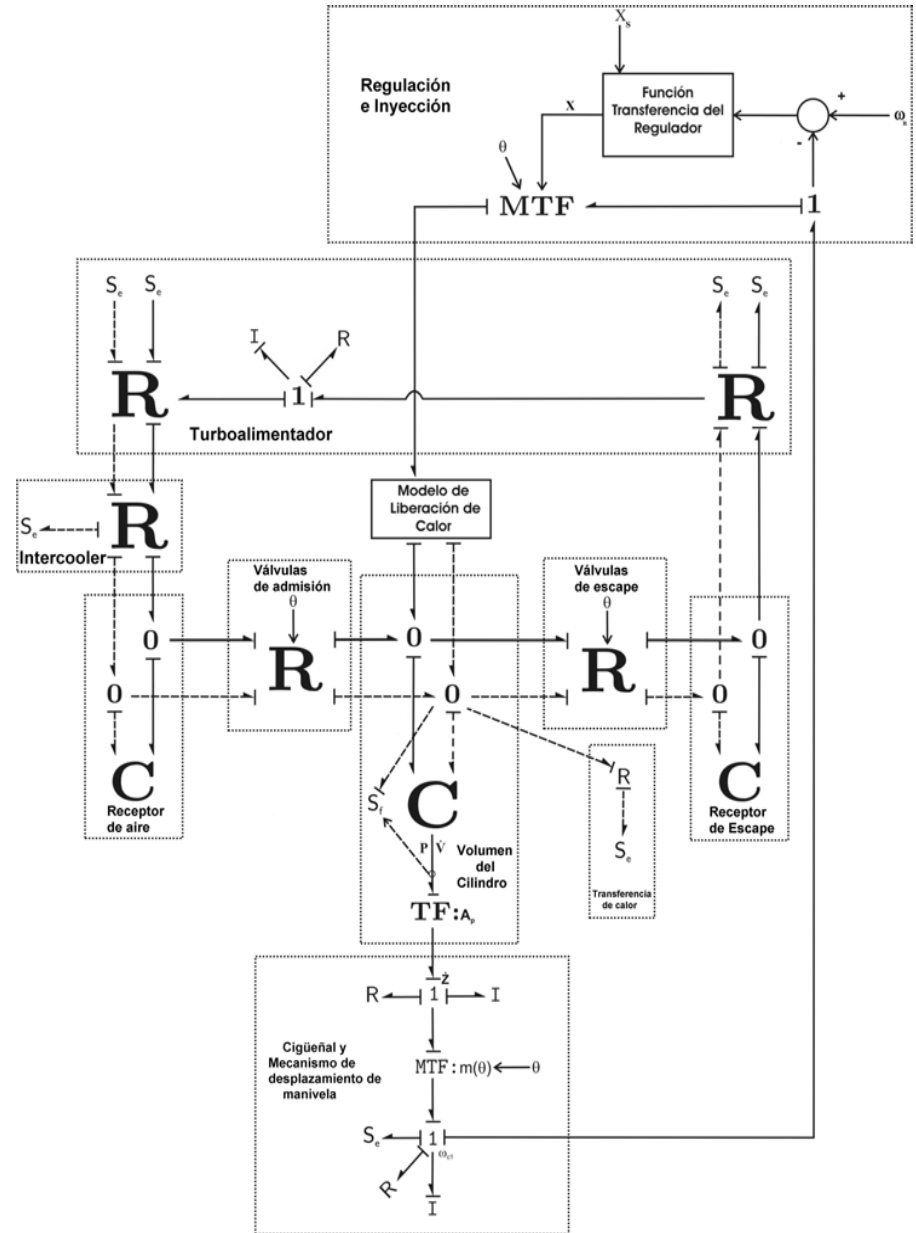 Xs
Regulación
e Inyección
Función
Transferencia del
Regulador
X
+
-
θ
MTF
1
Se
Se
Se
Se
I
R
R
1
R
Turboalimentador
Modelo de
Liberación de
Calor
Se
R
Intercooler
Válvulas
de admisión
θ
Válvulas
de escape
θ
0
R
0
R
0
0
0
0
C
Receptor
de aire
Sf
C
P V̇
Volumen
del
Cilindro
TF:Ap
R
Se
Transferencia
de calor
C
Receptor
de Escape
ż
R
1
I
Cigüeñal y
Mecanismo de
desplazamiento de
manivela
MTF:m(θ)
θ
Se
1
R
I